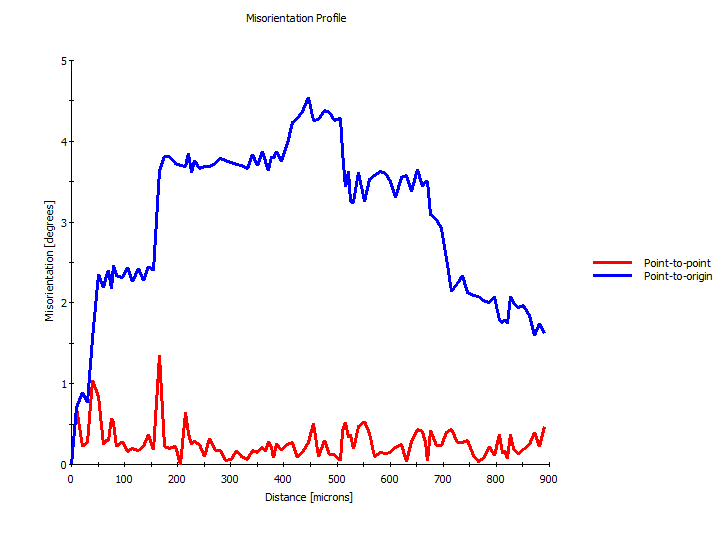 Misorientation Profile
5
4
3
2
1
0
Misorientation [degrees]
0 100 200 300 400 500 600 700 800 900
Distance [microns]
Point-to-point
Point-to-origin